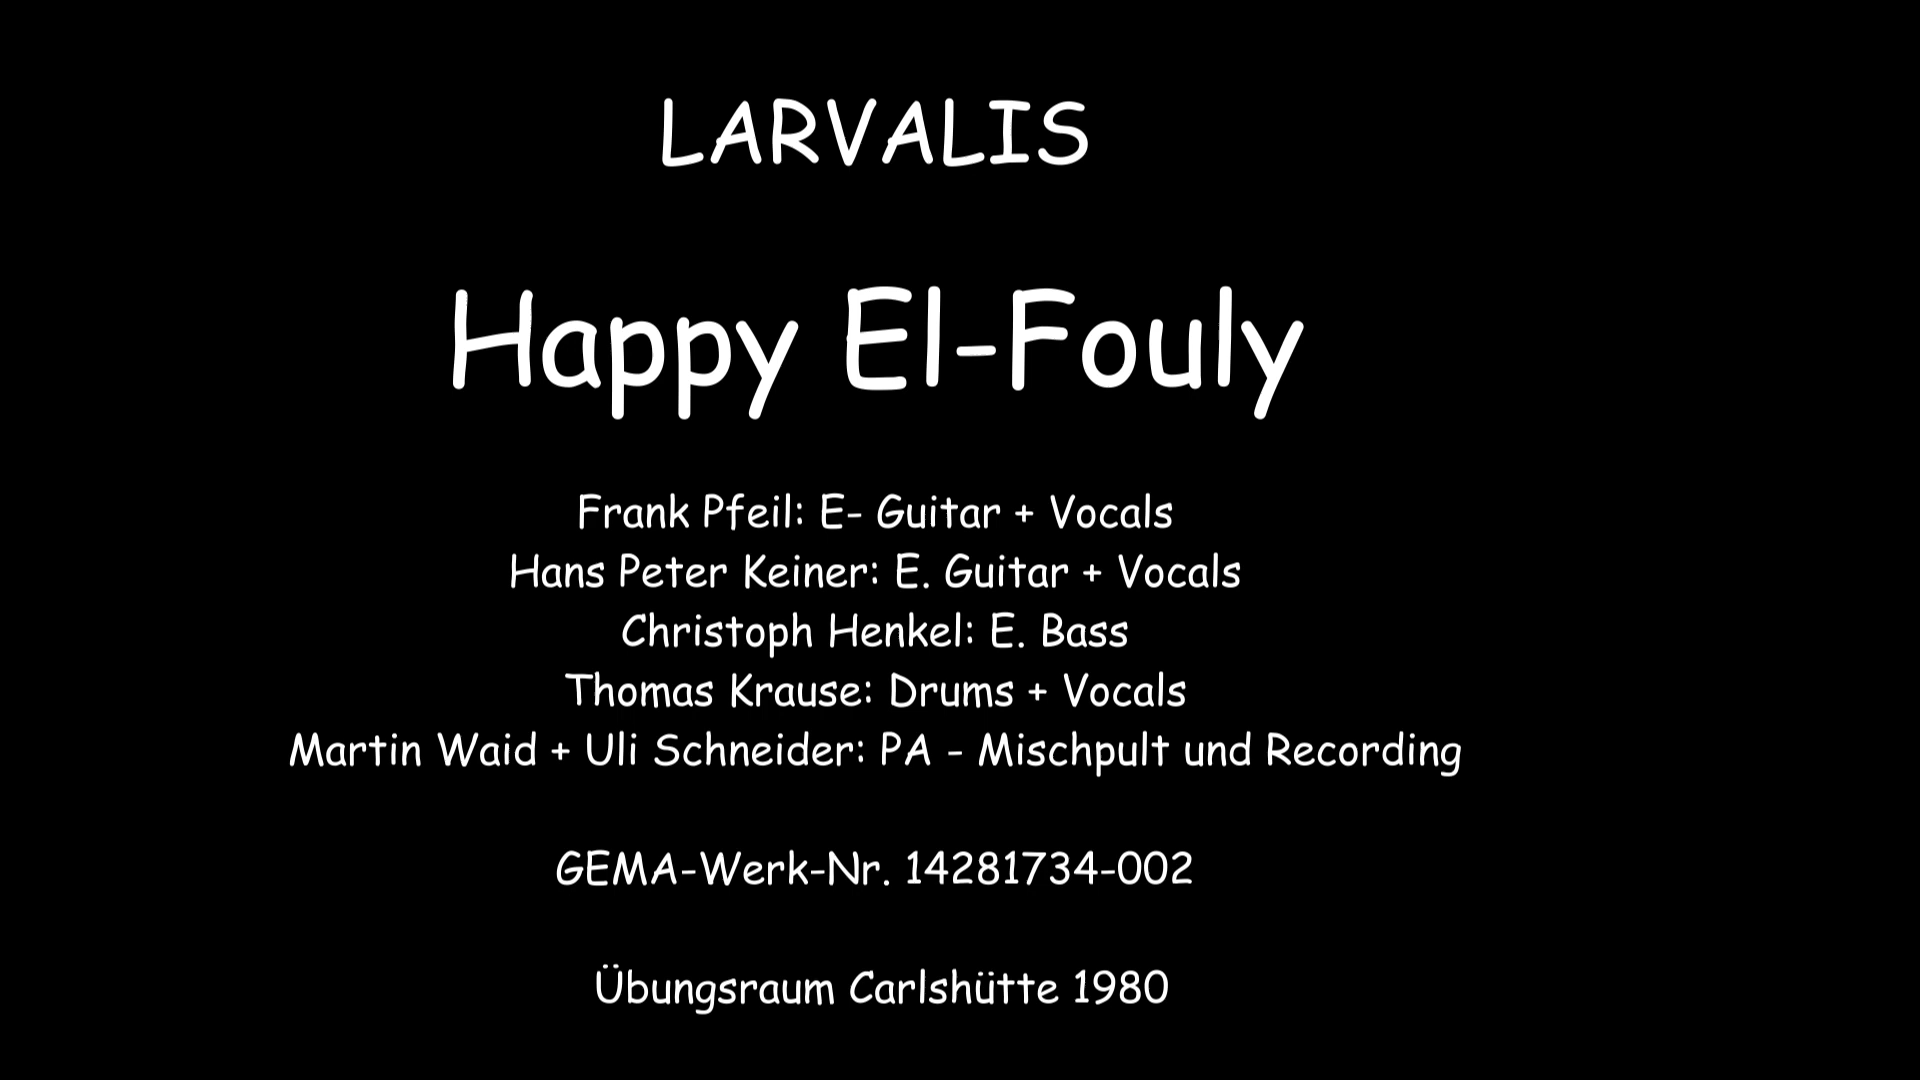 LARVALIS
Happy El-Fouly
Frank Pfeil: E- Guitar + Vocals
Hans Peter Keiner: E. Guitar + Vocals
Christoph Henkel: E. Bass
Thomas Krause: Drums + Vocals
Martin Waid + Uli Schneider: PA - Mischpult und Recording
GEMA-Werk-Nr. 14281734-002
Übungsraum Carlshütte 1980